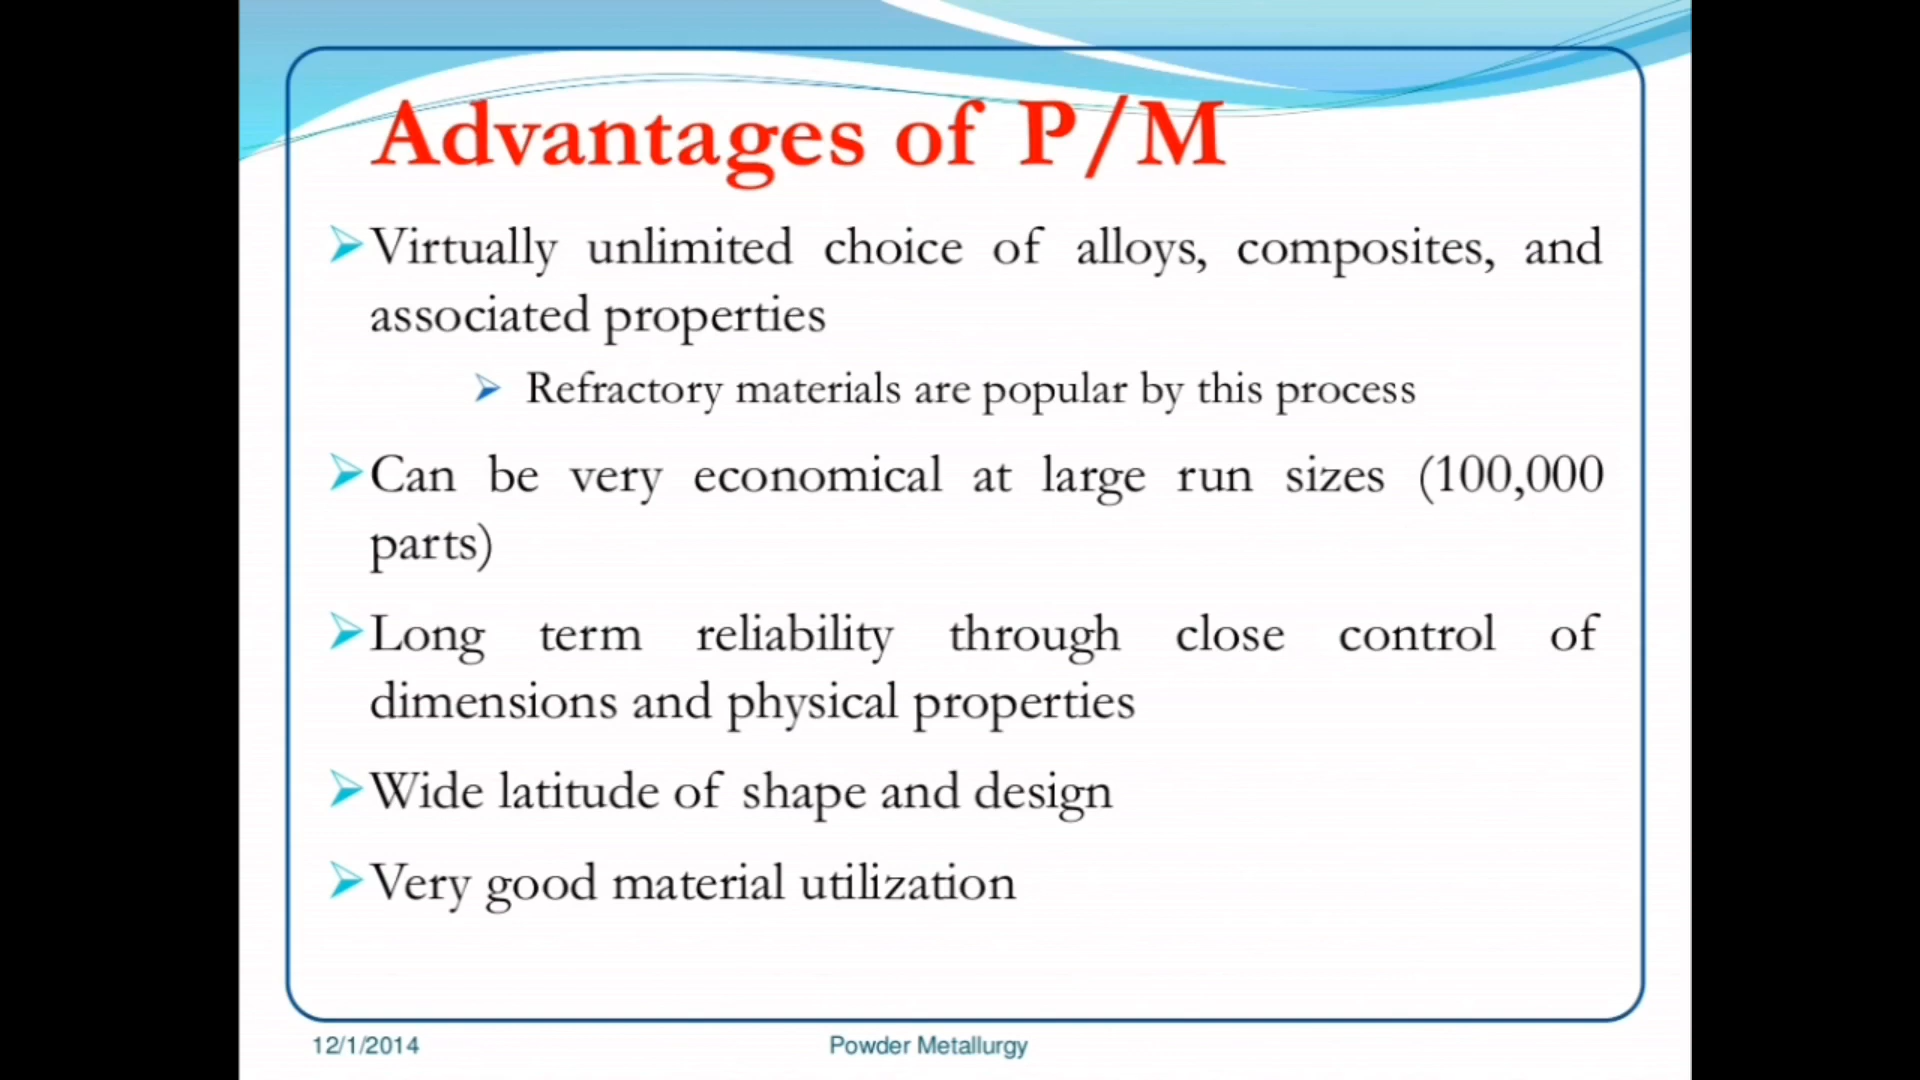 Advantages of P/M
Virtually unlimited choice of alloys, composites, and
associated properties
Refractory materials are popular by this process
Can be very economical at large run sizes (100,000
parts)
Long term reliability through close control of
dimensions and physical properties
Wide latitude of shape and design
Very good material utilization
12/1/2014
Powder Metallurgy